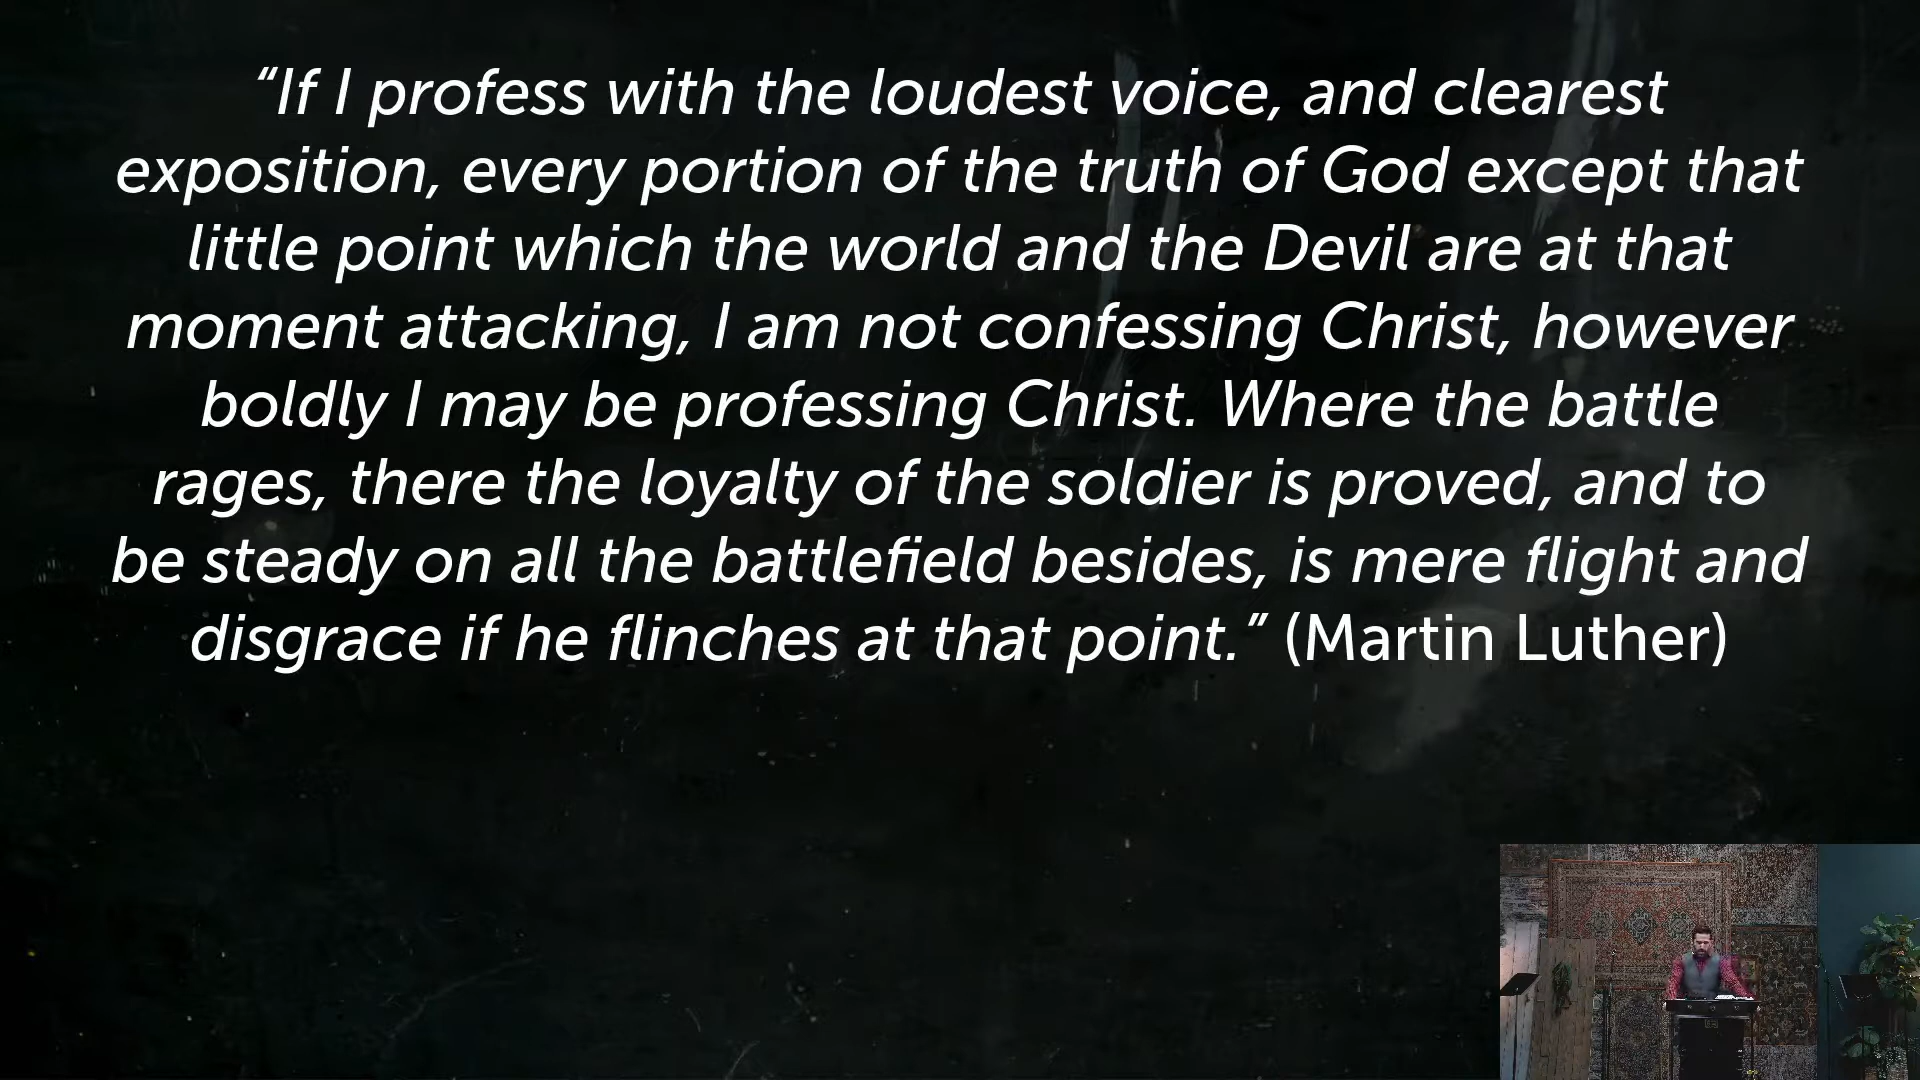 “If I profess with the loudest voice, and clearest
exposition, every portion of the truth of God except that
little point which the world and the Devil are at that
moment attacking, I am not confessing Christ, however
boldly I may be professing Christ. Where the battle
rages, there the loyalty of the soldier is proved, and to
be steady on all the battlefield besides, is mere flight and
disgrace if he flinches at that point.” (Martin Luther)